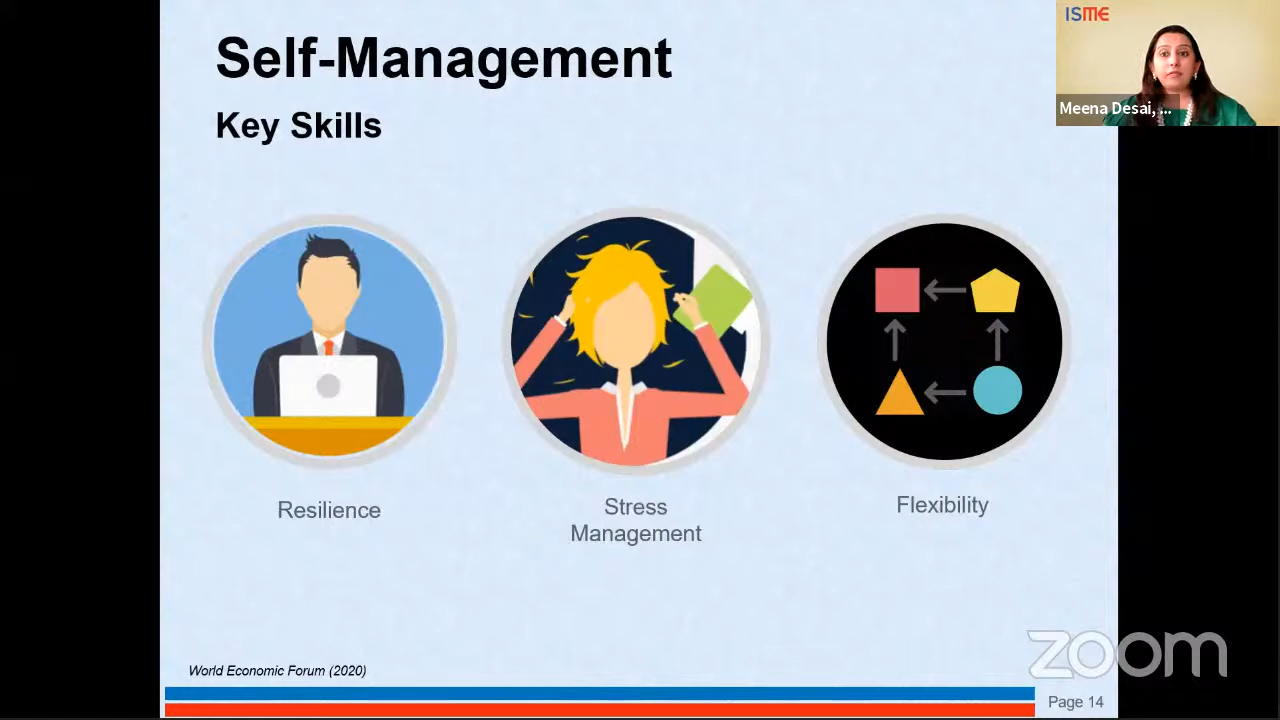 Self-Management
Key Skills
ISME
Meena Desai, ...
Resilience
Stress
Management
Flexibility
World Economic Forum (2020)
zoom
Page 14